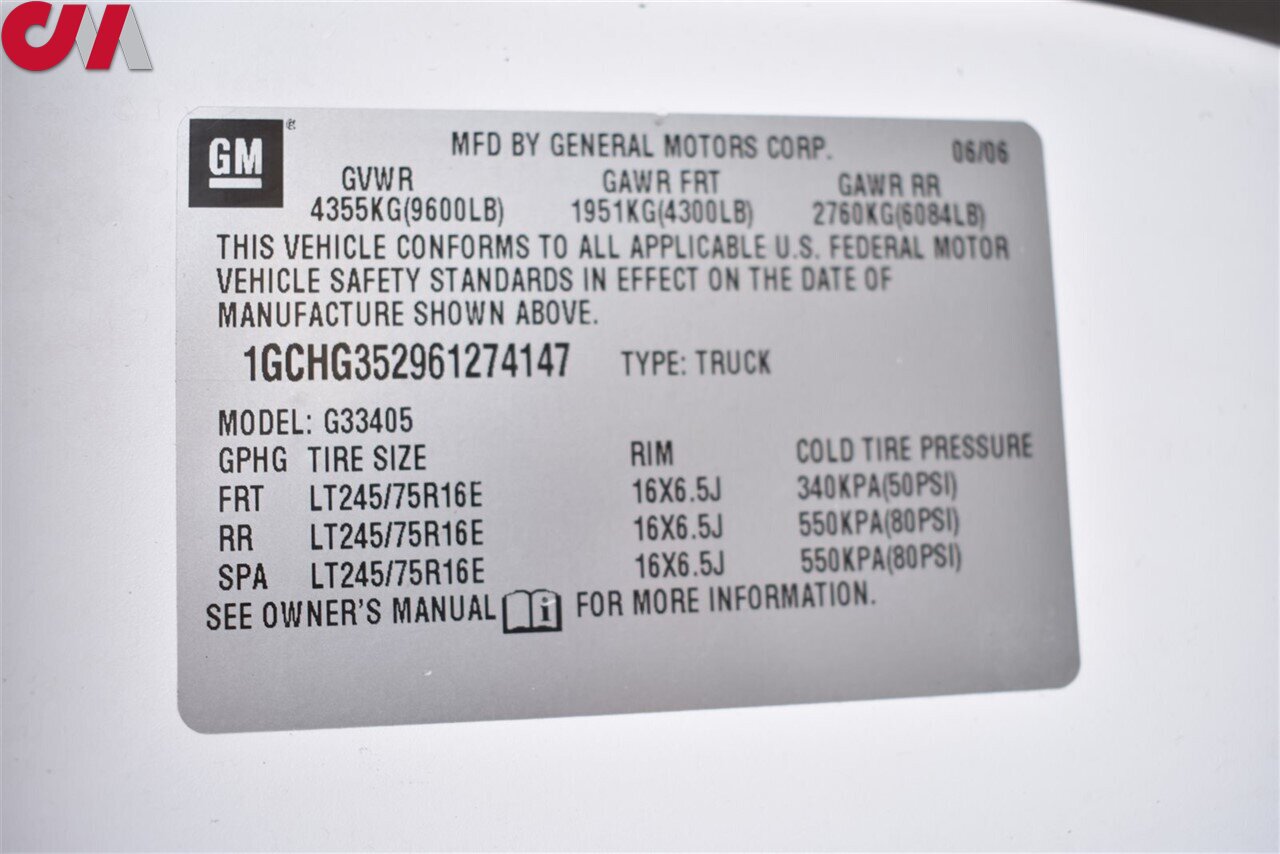 CM
GM ®
MFD BY GENERAL MOTORS CORP. 06/06
GVWR GAWR FRT GAWR RR
4355KG(9600LB) 1951KG(4300LB) 2760KG(6084LB)
THIS VEHICLE CONFORMS TO ALL APPLICABLE U.S. FEDERAL MOTOR
VEHICLE SAFETY STANDARDS IN EFFECT ON THE DATE OF
MANUFACTURE SHOWN ABOVE.
1GCHG352961274147 TYPE: TRUCK
MODEL: G33405
GPHG TIRE SIZE RIM COLD TIRE PRESSURE
FRT LT245/75R16E 16X6.5J 340KPA(50PSI)
RR LT245/75R16E 16X6.5J 550KPA(80PSI)
SPA LT245/75R16E 16X6.5J 550KPA(80PSI)
SEE OWNER'S MANUAL i FOR MORE INFORMATION.